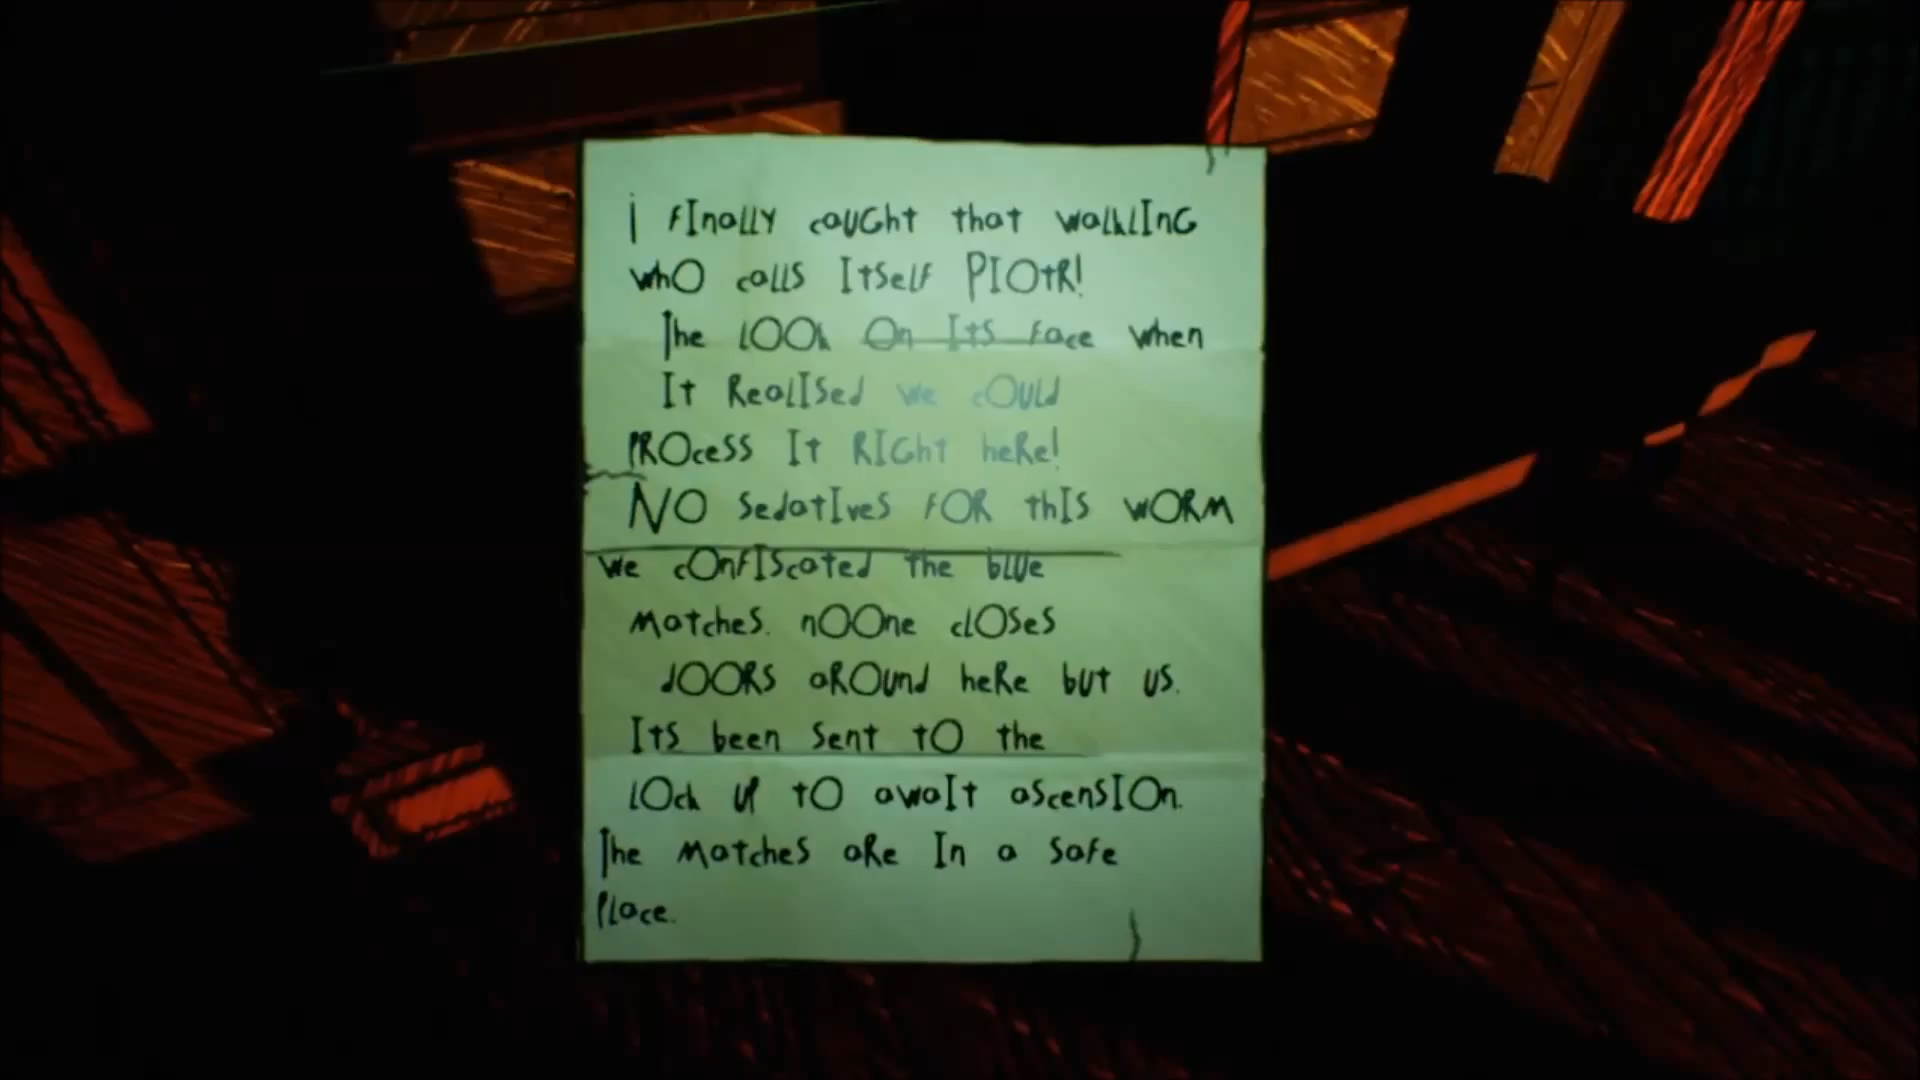 I FInaLLY cauGht that walkLInG
whO calls ItSelf PIOtR!
The LOOk On ItS face when
It RealISed we cOULd
PROceSS It RIGht heRe!
NO SedatIveS FOR thIS wORM
we cOnFIScated the bLUe
MatcheS. nOOne cLOSeS
dOORS aROUnd heRe bUt US.
ItS been Sent tO the
LOck UP tO awaIt aScenSIOn.
The MatcheS aRe In a Safe
PLace.